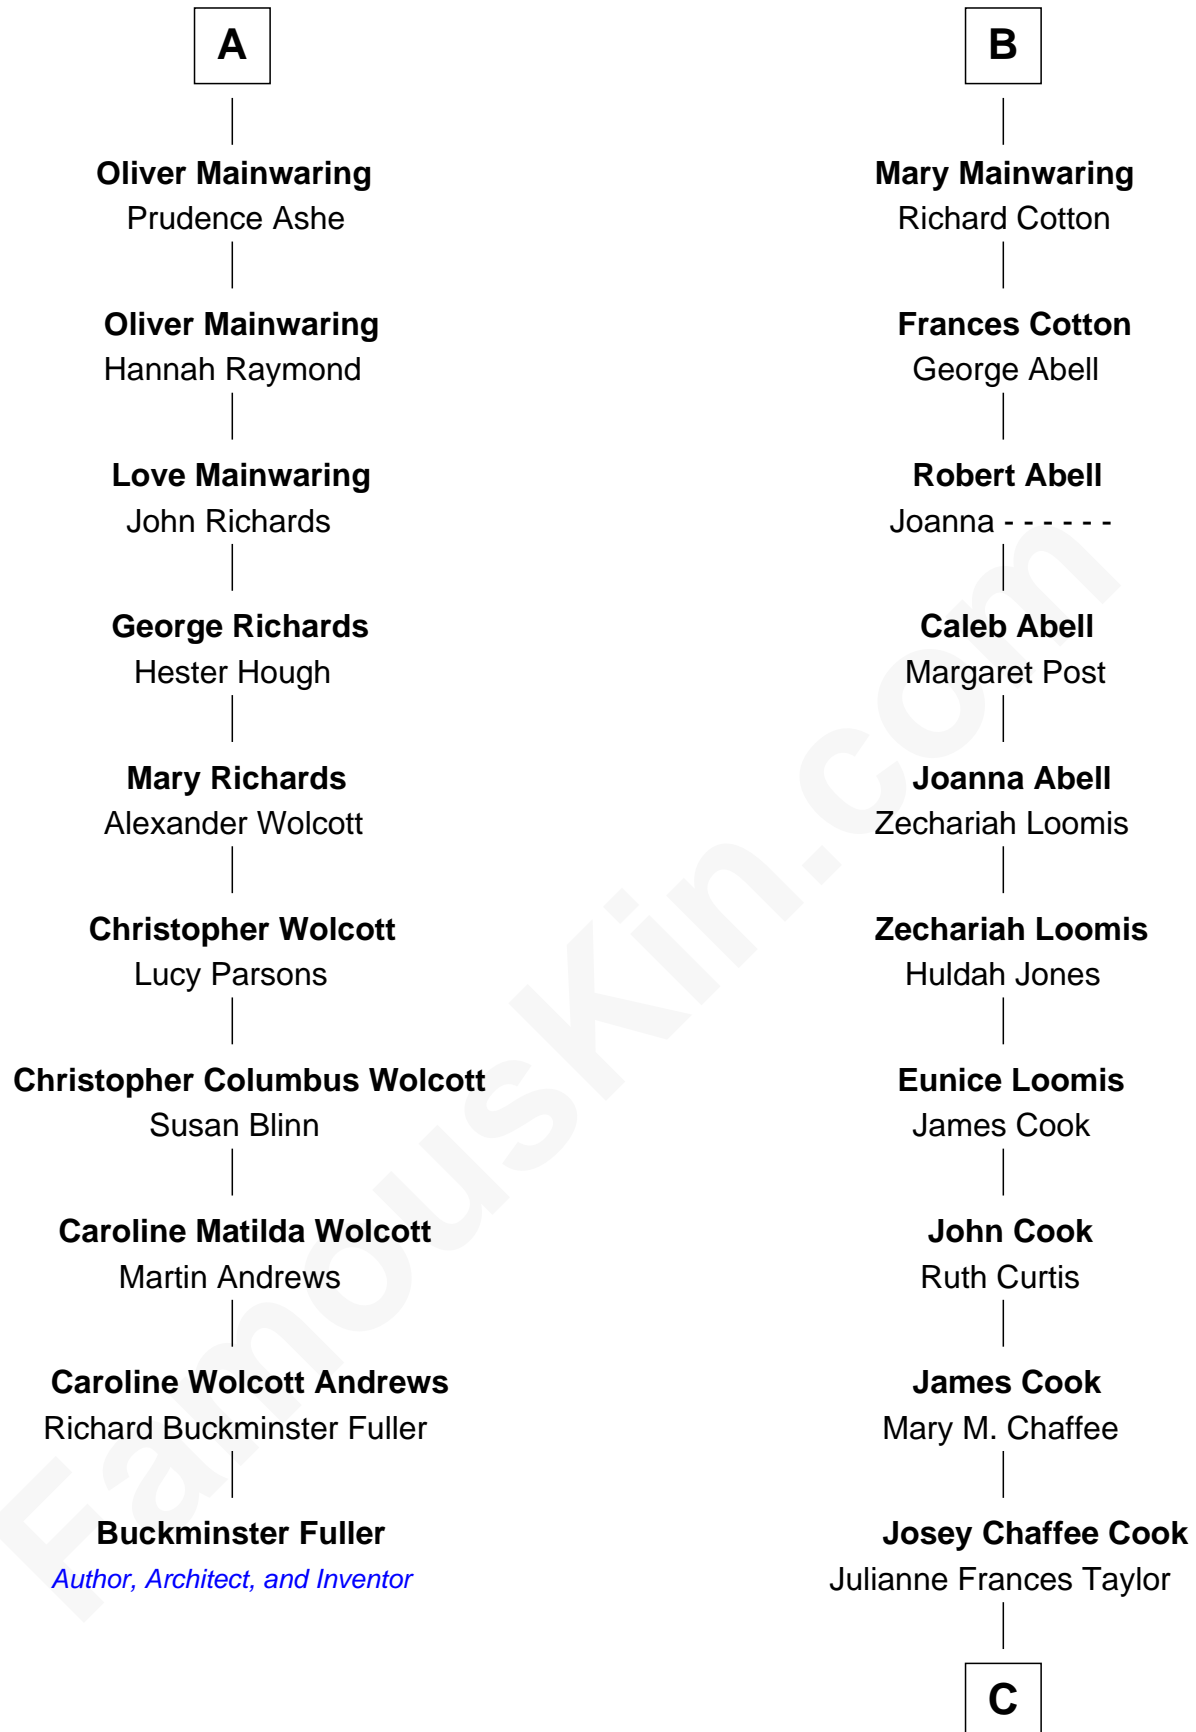 A
Oliver Mainwaring
Prudence Ashe
Oliver Mainwaring
Hannah Raymond
Love Mainwaring
John Richards
George Richards
Hester Hough
Mary Richards
Alexander Wolcott
Christopher Wolcott
Lucy Parsons
Christopher Columbus Wolcott
Susan Blinn
Caroline Matilda Wolcott
Martin Andrews
Caroline Wolcott Andrews
Richard Buckminster Fuller
Buckminster Fuller
Author, Architect, and Inventor
B
Mary Mainwaring
Richard Cotton
Frances Cotton
George Abell
Robert Abell
Joanna - - - - - -
Caleb Abell
Margaret Post
Joanna Abell
Zechariah Loomis
Zechariah Loomis
Huldah Jones
Eunice Loomis
James Cook
John Cook
Ruth Curtis
James Cook
Mary M. Chaffee
Josey Chaffee Cook
Julianne Frances Taylor
C
FamousKin.com